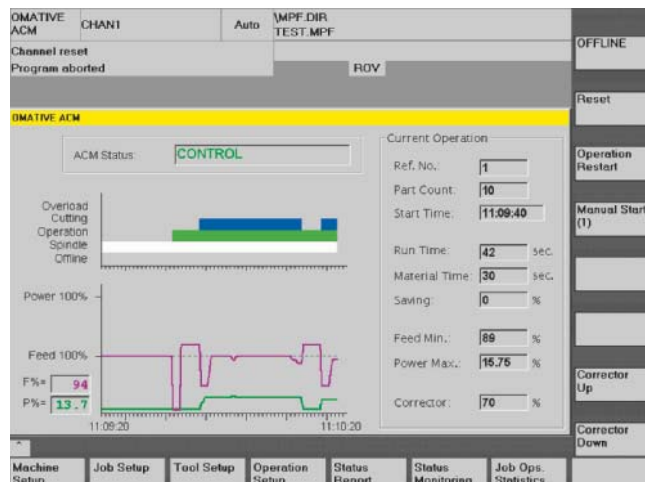 OMATIVE ACM
CHAN1
Auto
\MPF.DIR
TEST.MPF
Channel reset
Program aborted
ROV
OMATIVE ACM
ACM Status:
CONTROL
Overload
Cutting
Operation
Spindle
Offline
Power 100%
Feed 100%
F%= 94
P%= 13.7
11:09:20
11:10:20
Current Operation
Ref. No.: 1
Part Count: 10
Start Time: 11:09:40
Run Time: 42 sec.
Material Time: 30 sec.
Saving: 0 %
Feed Min.: 89 %
Power Max.: 15.75 %
Corrector: 70 %
OFFLINE
Reset
Operation Restart
Manual Start (1)
Corrector Up
Corrector Down
^
Machine Setup
Job Setup
Tool Setup
Operation Setup
Status Report
Status Monitoring
Job Ops. Statistics